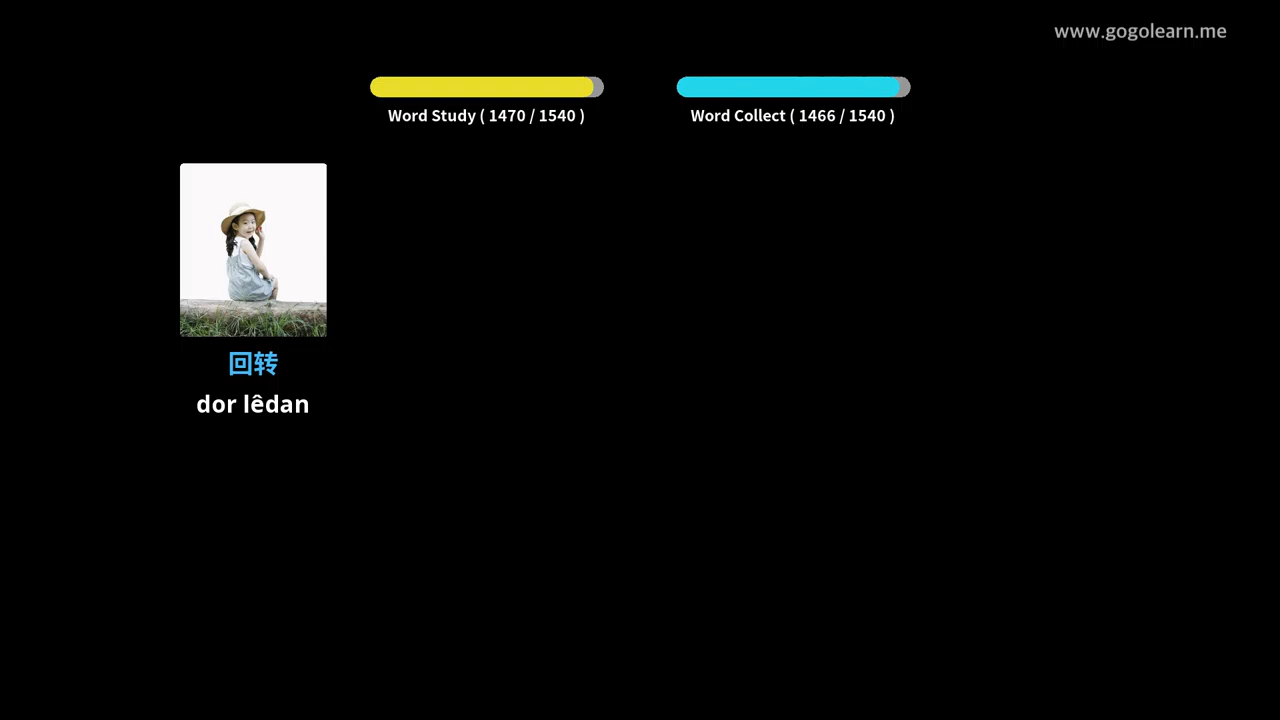 www.gogolearn.me
Word Study ( 1470 / 1540 )
Word Collect ( 1466 / 1540 )
回转
dor lêdan